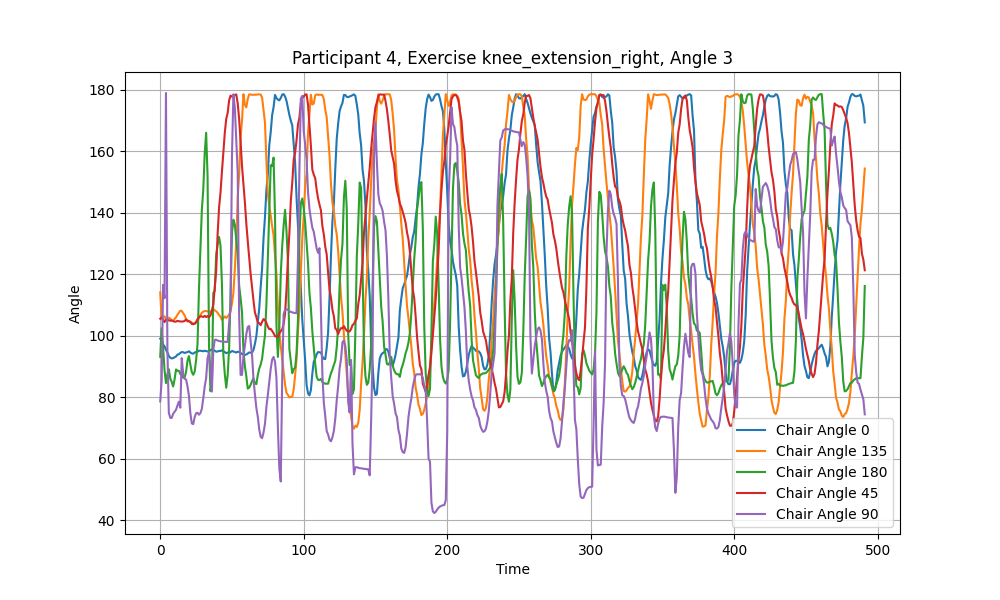 Participant 4, Exercise knee_extension_right, Angle 3
Angle
180
160
140
120
100
80
60
40
0
100
200
300
400
500
Time
Chair Angle 0
Chair Angle 135
Chair Angle 180
Chair Angle 45
Chair Angle 90